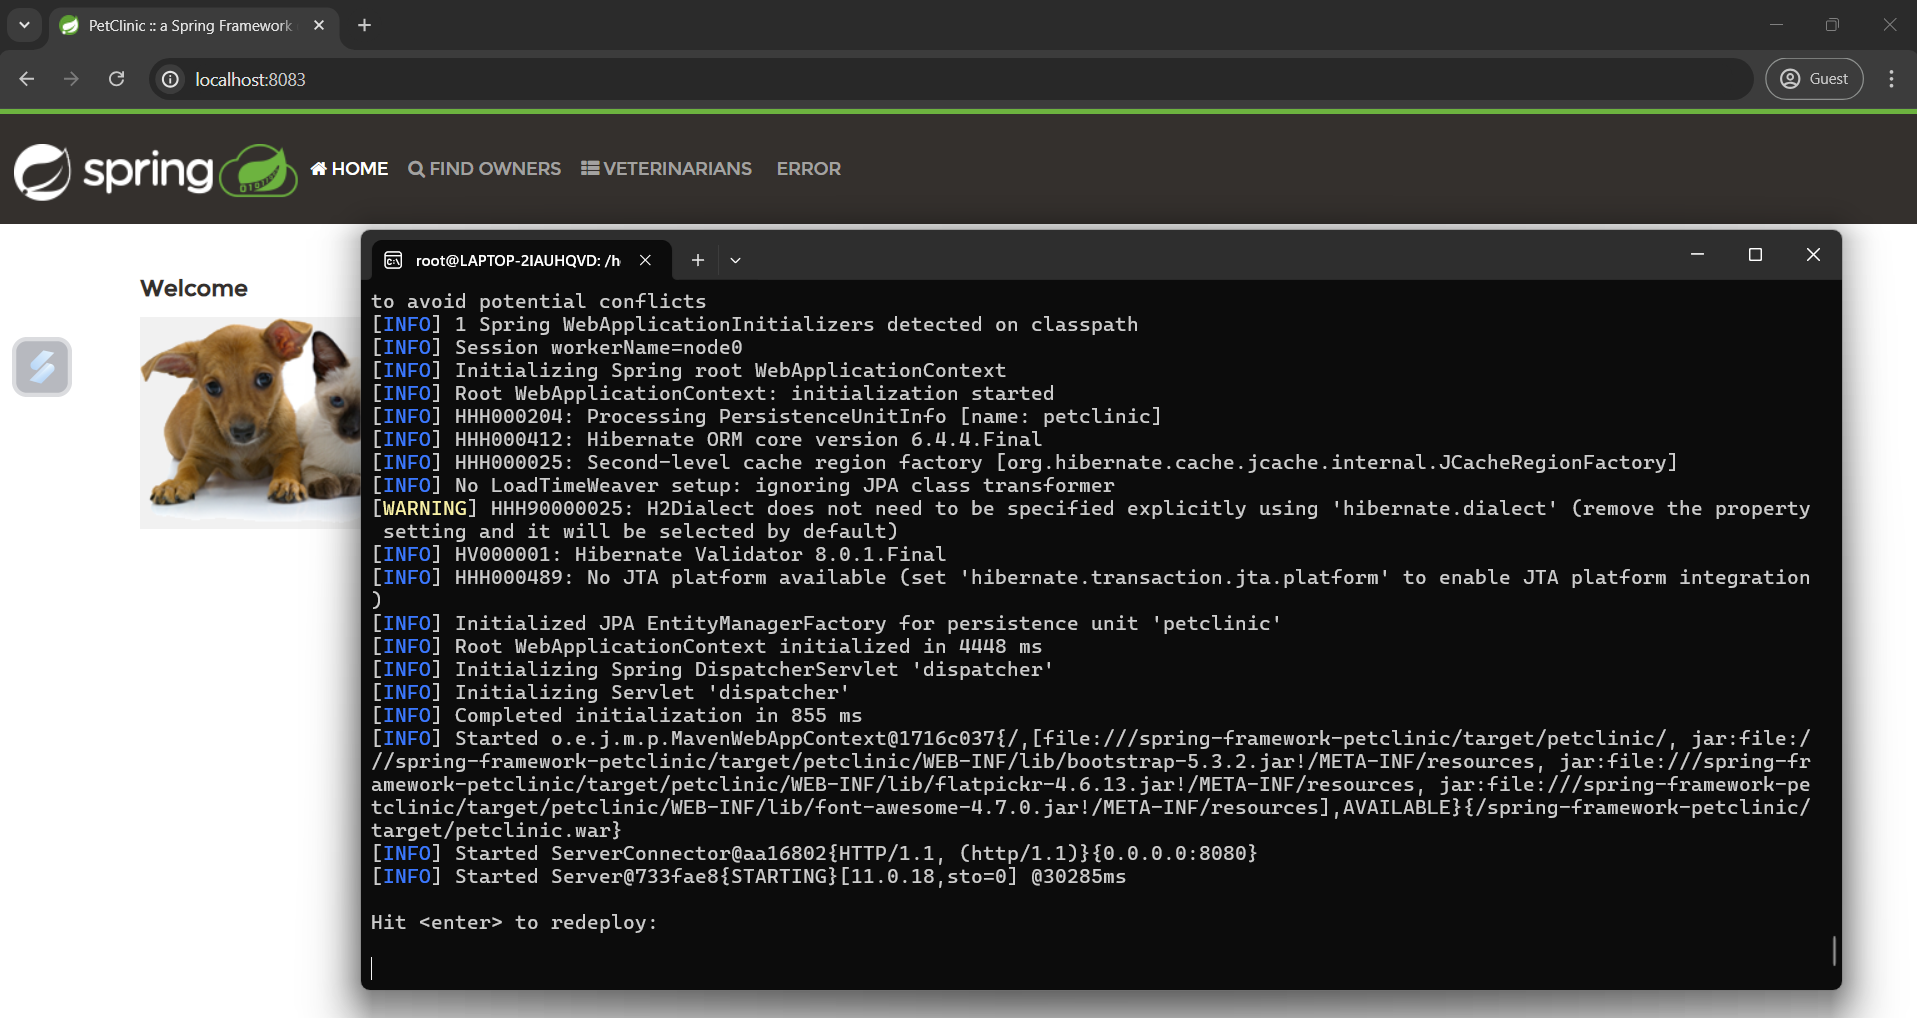 PetClinic :: a Spring Framework
localhost:8083
Guest
spring
HOME
FIND OWNERS
VETERINARIANS
ERROR
Welcome
root@LAPTOP-2IAUHQVD: /h
to avoid potential conflicts
[INFO] 1 Spring WebApplicationInitializers detected on classpath
[INFO] Session workerName=node0
[INFO] Initializing Spring root WebApplicationContext
[INFO] Root WebApplicationContext: initialization started
[INFO] HHH000204: Processing PersistenceUnitInfo [name: petclinic]
[INFO] HHH000412: Hibernate ORM core version 6.4.4.Final
[INFO] HHH000025: Second-level cache region factory [org.hibernate.cache.jcache.internal.JCacheRegionFactory]
[INFO] No LoadTimeWeaver setup: ignoring JPA class transformer
[WARNING] HHH90000025: H2Dialect does not need to be specified explicitly using 'hibernate.dialect' (remove the property
setting and it will be selected by default)
[INFO] HV000001: Hibernate Validator 8.0.1.Final
[INFO] HHH000489: No JTA platform available (set 'hibernate.transaction.jta.platform' to enable JTA platform integration
)
[INFO] Initialized JPA EntityManagerFactory for persistence unit 'petclinic'
[INFO] Root WebApplicationContext initialized in 4448 ms
[INFO] Initializing Spring DispatcherServlet 'dispatcher'
[INFO] Initializing Servlet 'dispatcher'
[INFO] Completed initialization in 855 ms
[INFO] Started o.e.j.m.p.MavenWebAppContext@1716c037{/,[file:///spring-framework-petclinic/target/petclinic/, jar:file:/
//spring-framework-petclinic/target/petclinic/WEB-INF/lib/bootstrap-5.3.2.jar!/META-INF/resources, jar:file:///spring-fr
amework-petclinic/target/petclinic/WEB-INF/lib/flatpickr-4.6.13.jar!/META-INF/resources, jar:file:///spring-framework-pe
tclinic/target/petclinic/WEB-INF/lib/font-awesome-4.7.0.jar!/META-INF/resources],AVAILABLE}{/spring-framework-petclinic/
target/petclinic.war}
[INFO] Started ServerConnector@aa16802{HTTP/1.1, (http/1.1)}{0.0.0.0:8080}
[INFO] Started Server@733fae8{STARTING}[11.0.18,sto=0] @30285ms
Hit <enter> to redeploy: